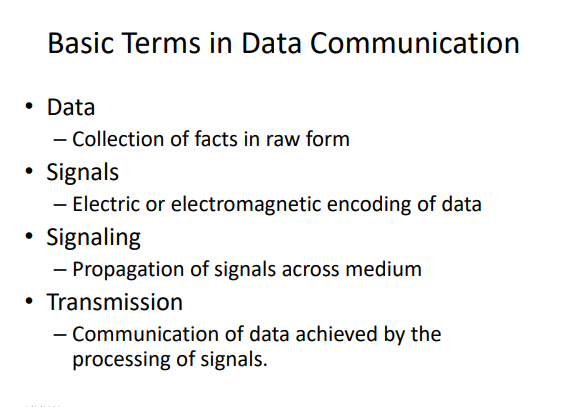 Basic Terms in Data Communication
• Data
– Collection of facts in raw form
• Signals
– Electric or electromagnetic encoding of data
• Signaling
– Propagation of signals across medium
• Transmission
– Communication of data achieved by the
processing of signals.